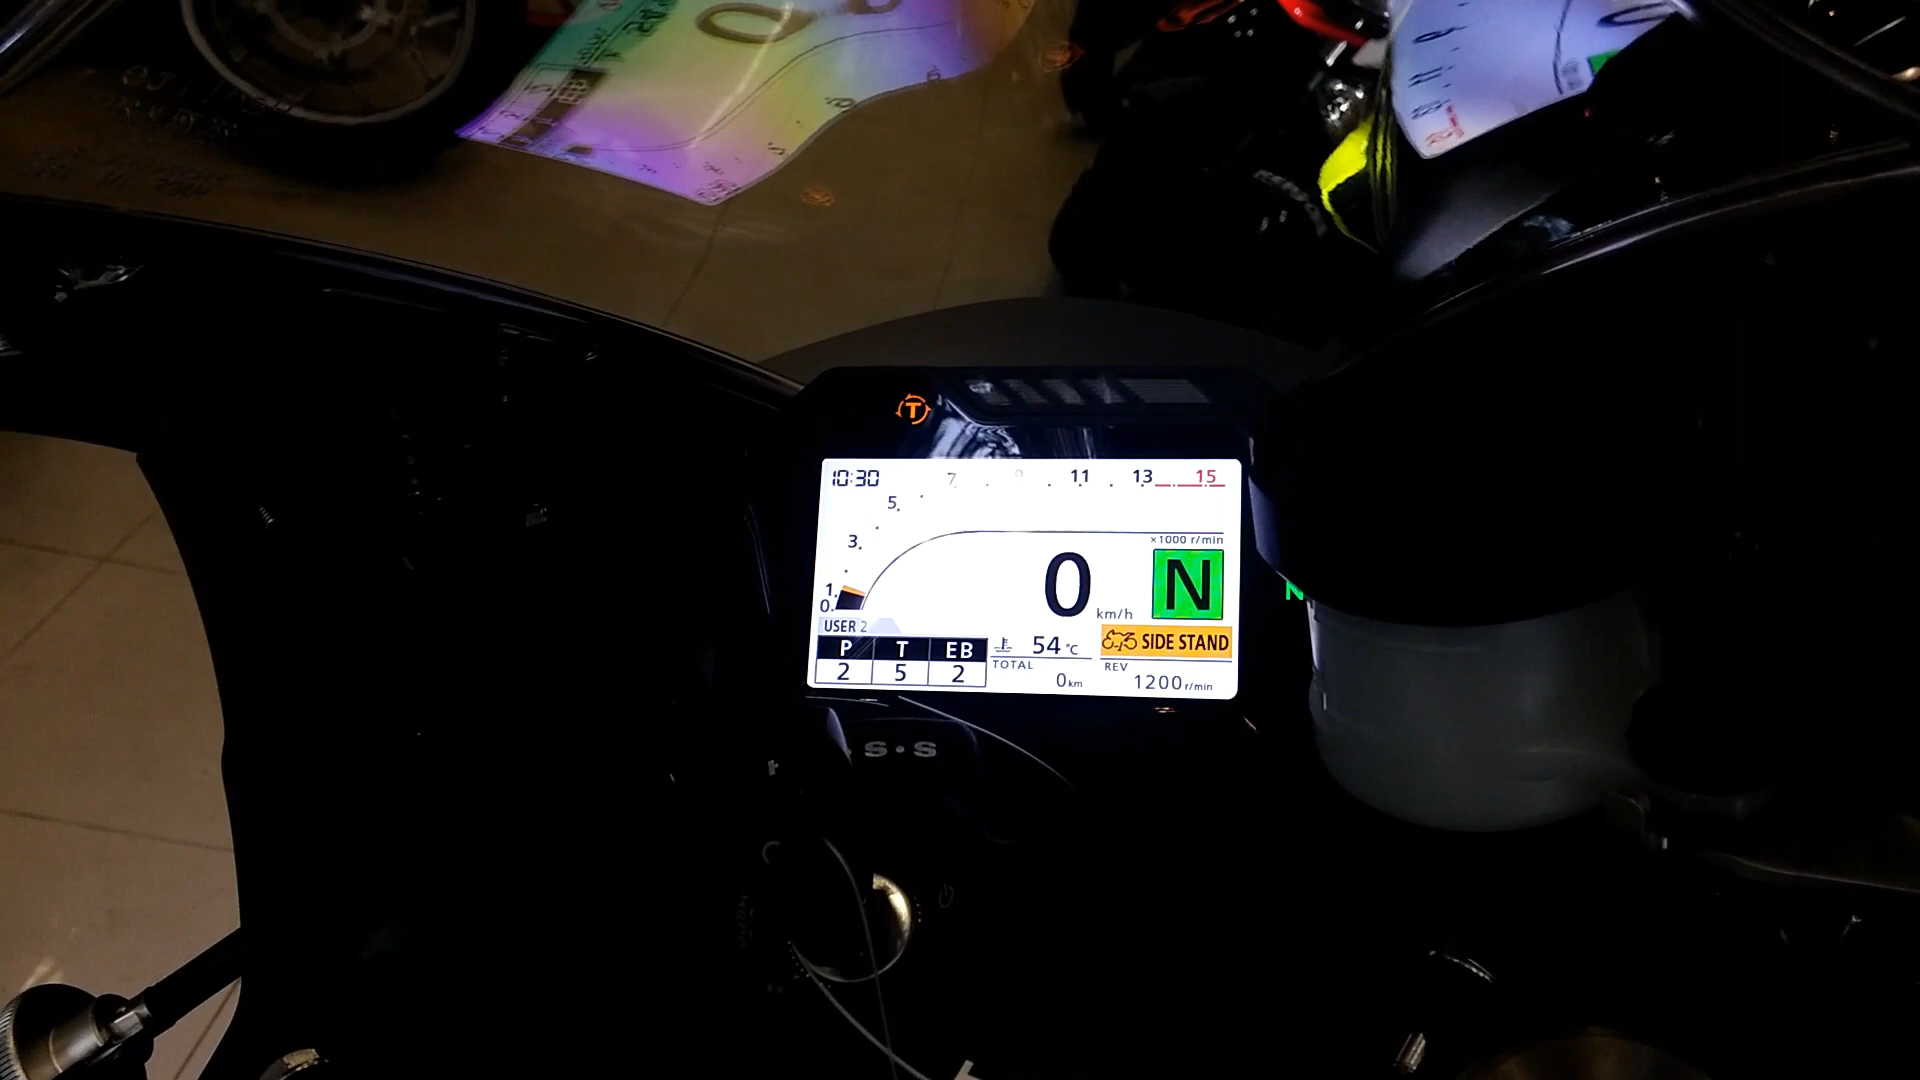 T
10:30
7 11 13 15
5
3
×1000 r/min
1
0
0 km/h
N
N
USER 2
P T EB
2 5 2
54 °C
SIDE STAND
TOTAL
0 km
REV
1200 r/min
S·S
PUSH